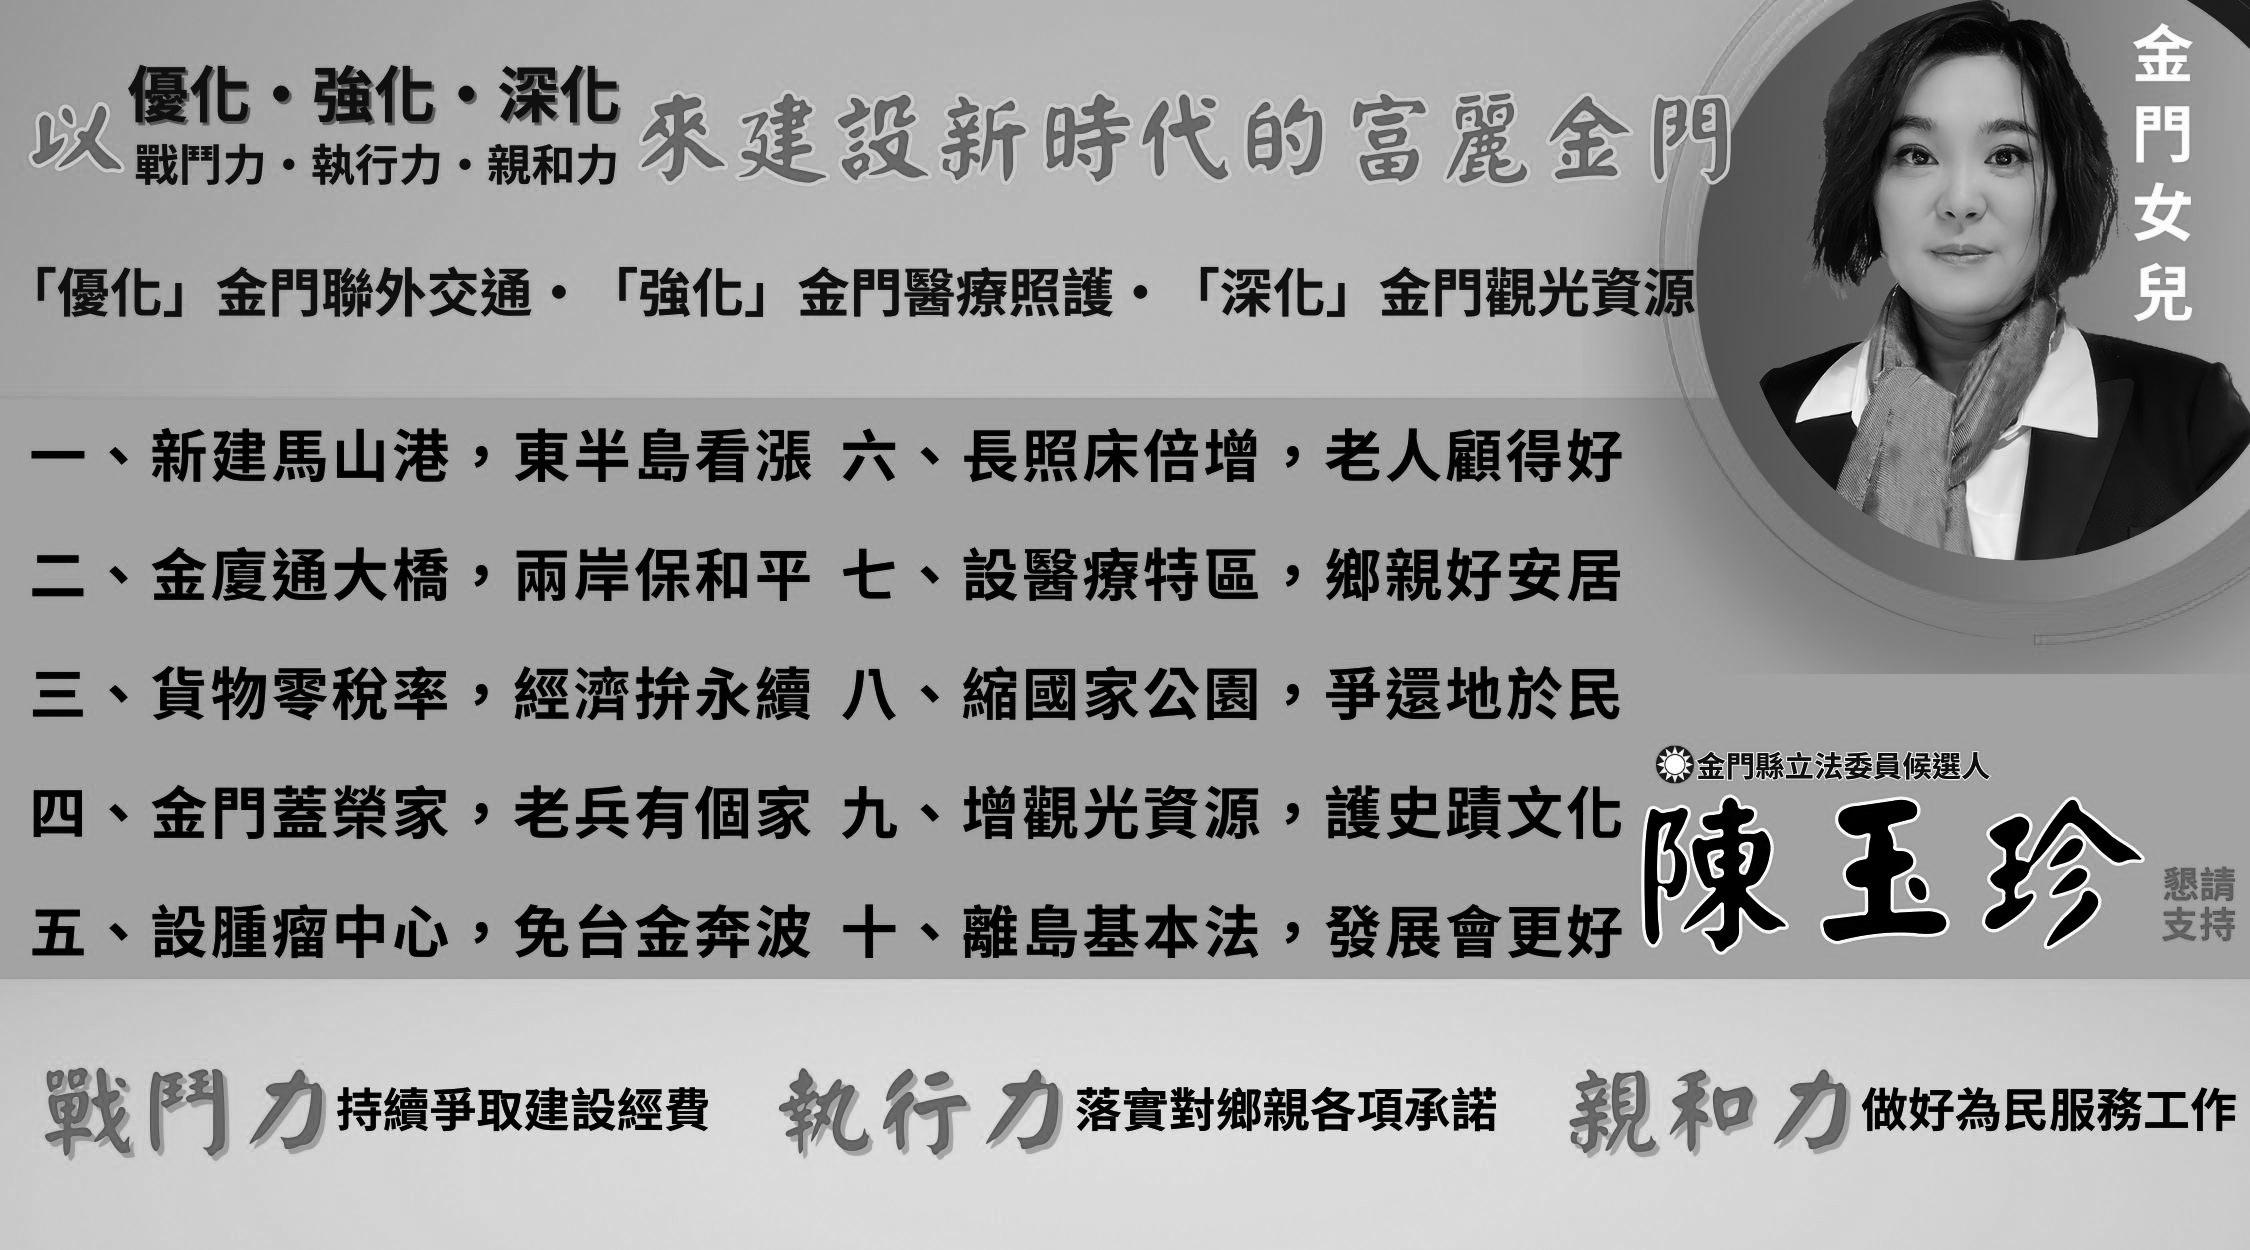 以
優化・強化・深化
戰鬥力・執行力・親和力
來建設新時代的富麗金門
金門女兒
「優化」金門聯外交通・「強化」金門醫療照護・「深化」金門觀光資源
一、新建馬山港，東半島看漲
二、金廈通大橋，兩岸保和平
三、貨物零稅率，經濟拚永續
四、金門蓋榮家，老兵有個家
五、設腫瘤中心，免台金奔波
六、長照床倍增，老人顧得好
七、設醫療特區，鄉親好安居
八、縮國家公園，爭還地於民
九、增觀光資源，護史蹟文化
十、離島基本法，發展會更好
金門縣立法委員候選人
陳玉珍
懇請
支持
戰鬥力 持續爭取建設經費
執行力 落實對鄉親各項承諾
親和力 做好為民服務工作